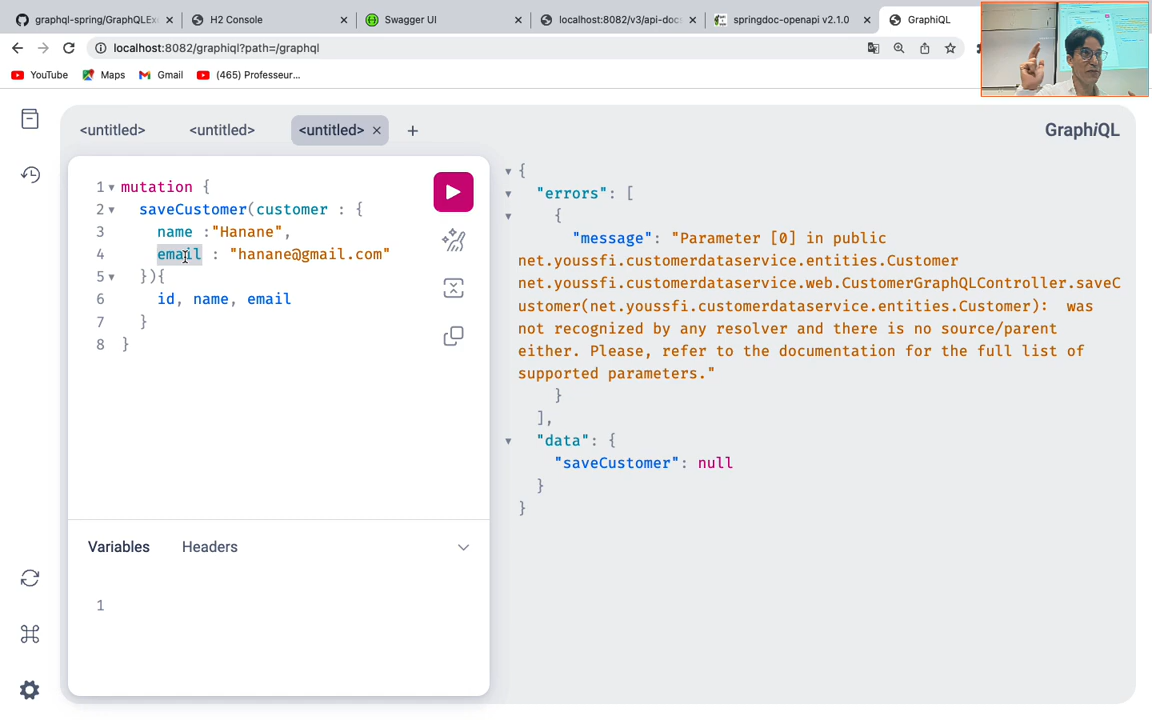 graphql-spring/GraphQLExe
H2 Console
Swagger UI
localhost:8082/v3/api-docs
springdoc-openapi v2.1.0
GraphiQL
localhost:8082/graphiql?path=/graphql
YouTube
Maps
Gmail
(465) Professeur...
<untitled>
<untitled>
<untitled>
GraphiQL
1 mutation {
2 saveCustomer(customer : {
3 name :"Hanane",
4 email : "hanane@gmail.com"
5 }){
6 id, name, email
7 }
8 }
{
"errors": [
{
"message": "Parameter [0] in public
net.youssfi.customerdataservice.entities.Customer
net.youssfi.customerdataservice.web.CustomerGraphQLController.saveC
ustomer(net.youssfi.customerdataservice.entities.Customer):  was
not recognized by any resolver and there is no source/parent
either. Please, refer to the documentation for the full list of
supported parameters."
}
],
"data": {
"saveCustomer": null
}
}
Variables
Headers
1